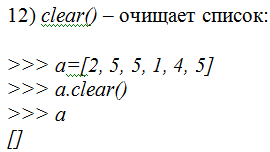 12) clear() – очищает список:
>>> a=[2, 5, 5, 1, 4, 5]
>>> a.clear()
>>> a
[]